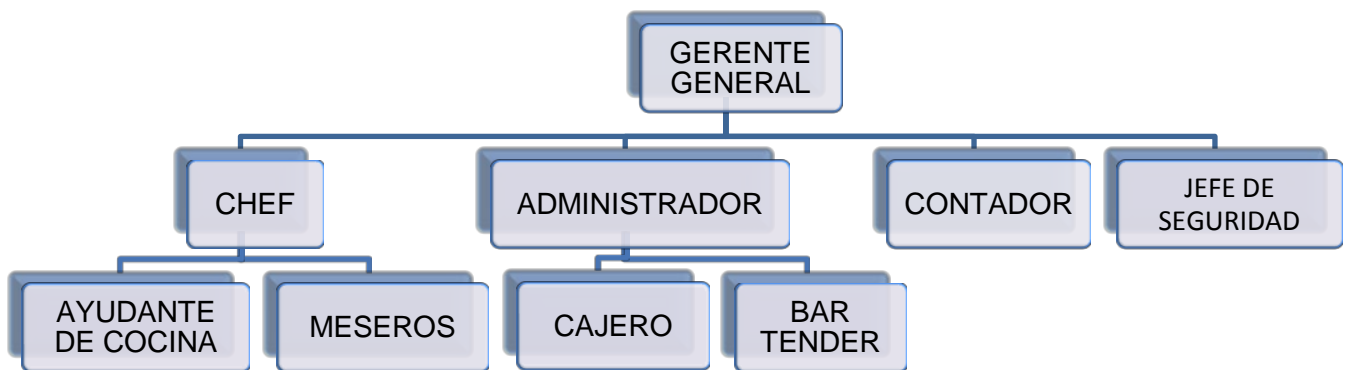 GERENTE
GENERAL
CHEF
ADMINISTRADOR
CONTADOR
JEFE DE
SEGURIDAD
AYUDANTE
DE COCINA
MESEROS
CAJERO
BAR
TENDER